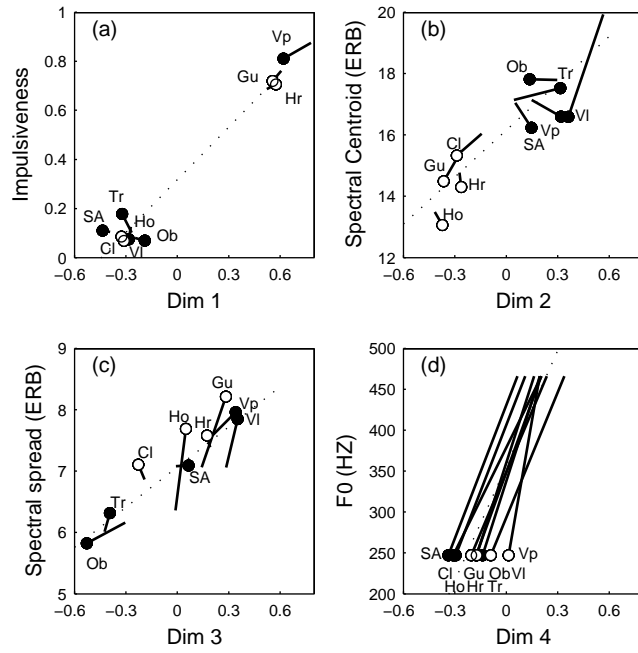 (a)
Impulsiveness
1
0.8
0.6
0.4
0.2
0
Vp
Gu
Hr
Tr
Ho
SA
Ob
Cl
Vl
−0.6 −0.3 0 0.3 0.6
Dim 1
(b)
Spectral Centroid (ERB)
20
18
16
14
12
Ob
Tr
Vp
Vl
SA
Cl
Gu
Hr
Ho
−0.6 −0.3 0 0.3 0.6
Dim 2
(c)
Spectral spread (ERB)
9
8
7
6
5
Gu
Ho
Hr
Vp
Vl
Cl
SA
Tr
Ob
−0.6 −0.3 0 0.3 0.6
Dim 3
(d)
F0 (HZ)
500
450
400
350
300
250
200
SA
Vp
Cl Gu Ob Vl
Ho Hr Tr
−0.6 −0.3 0 0.3 0.6
Dim 4